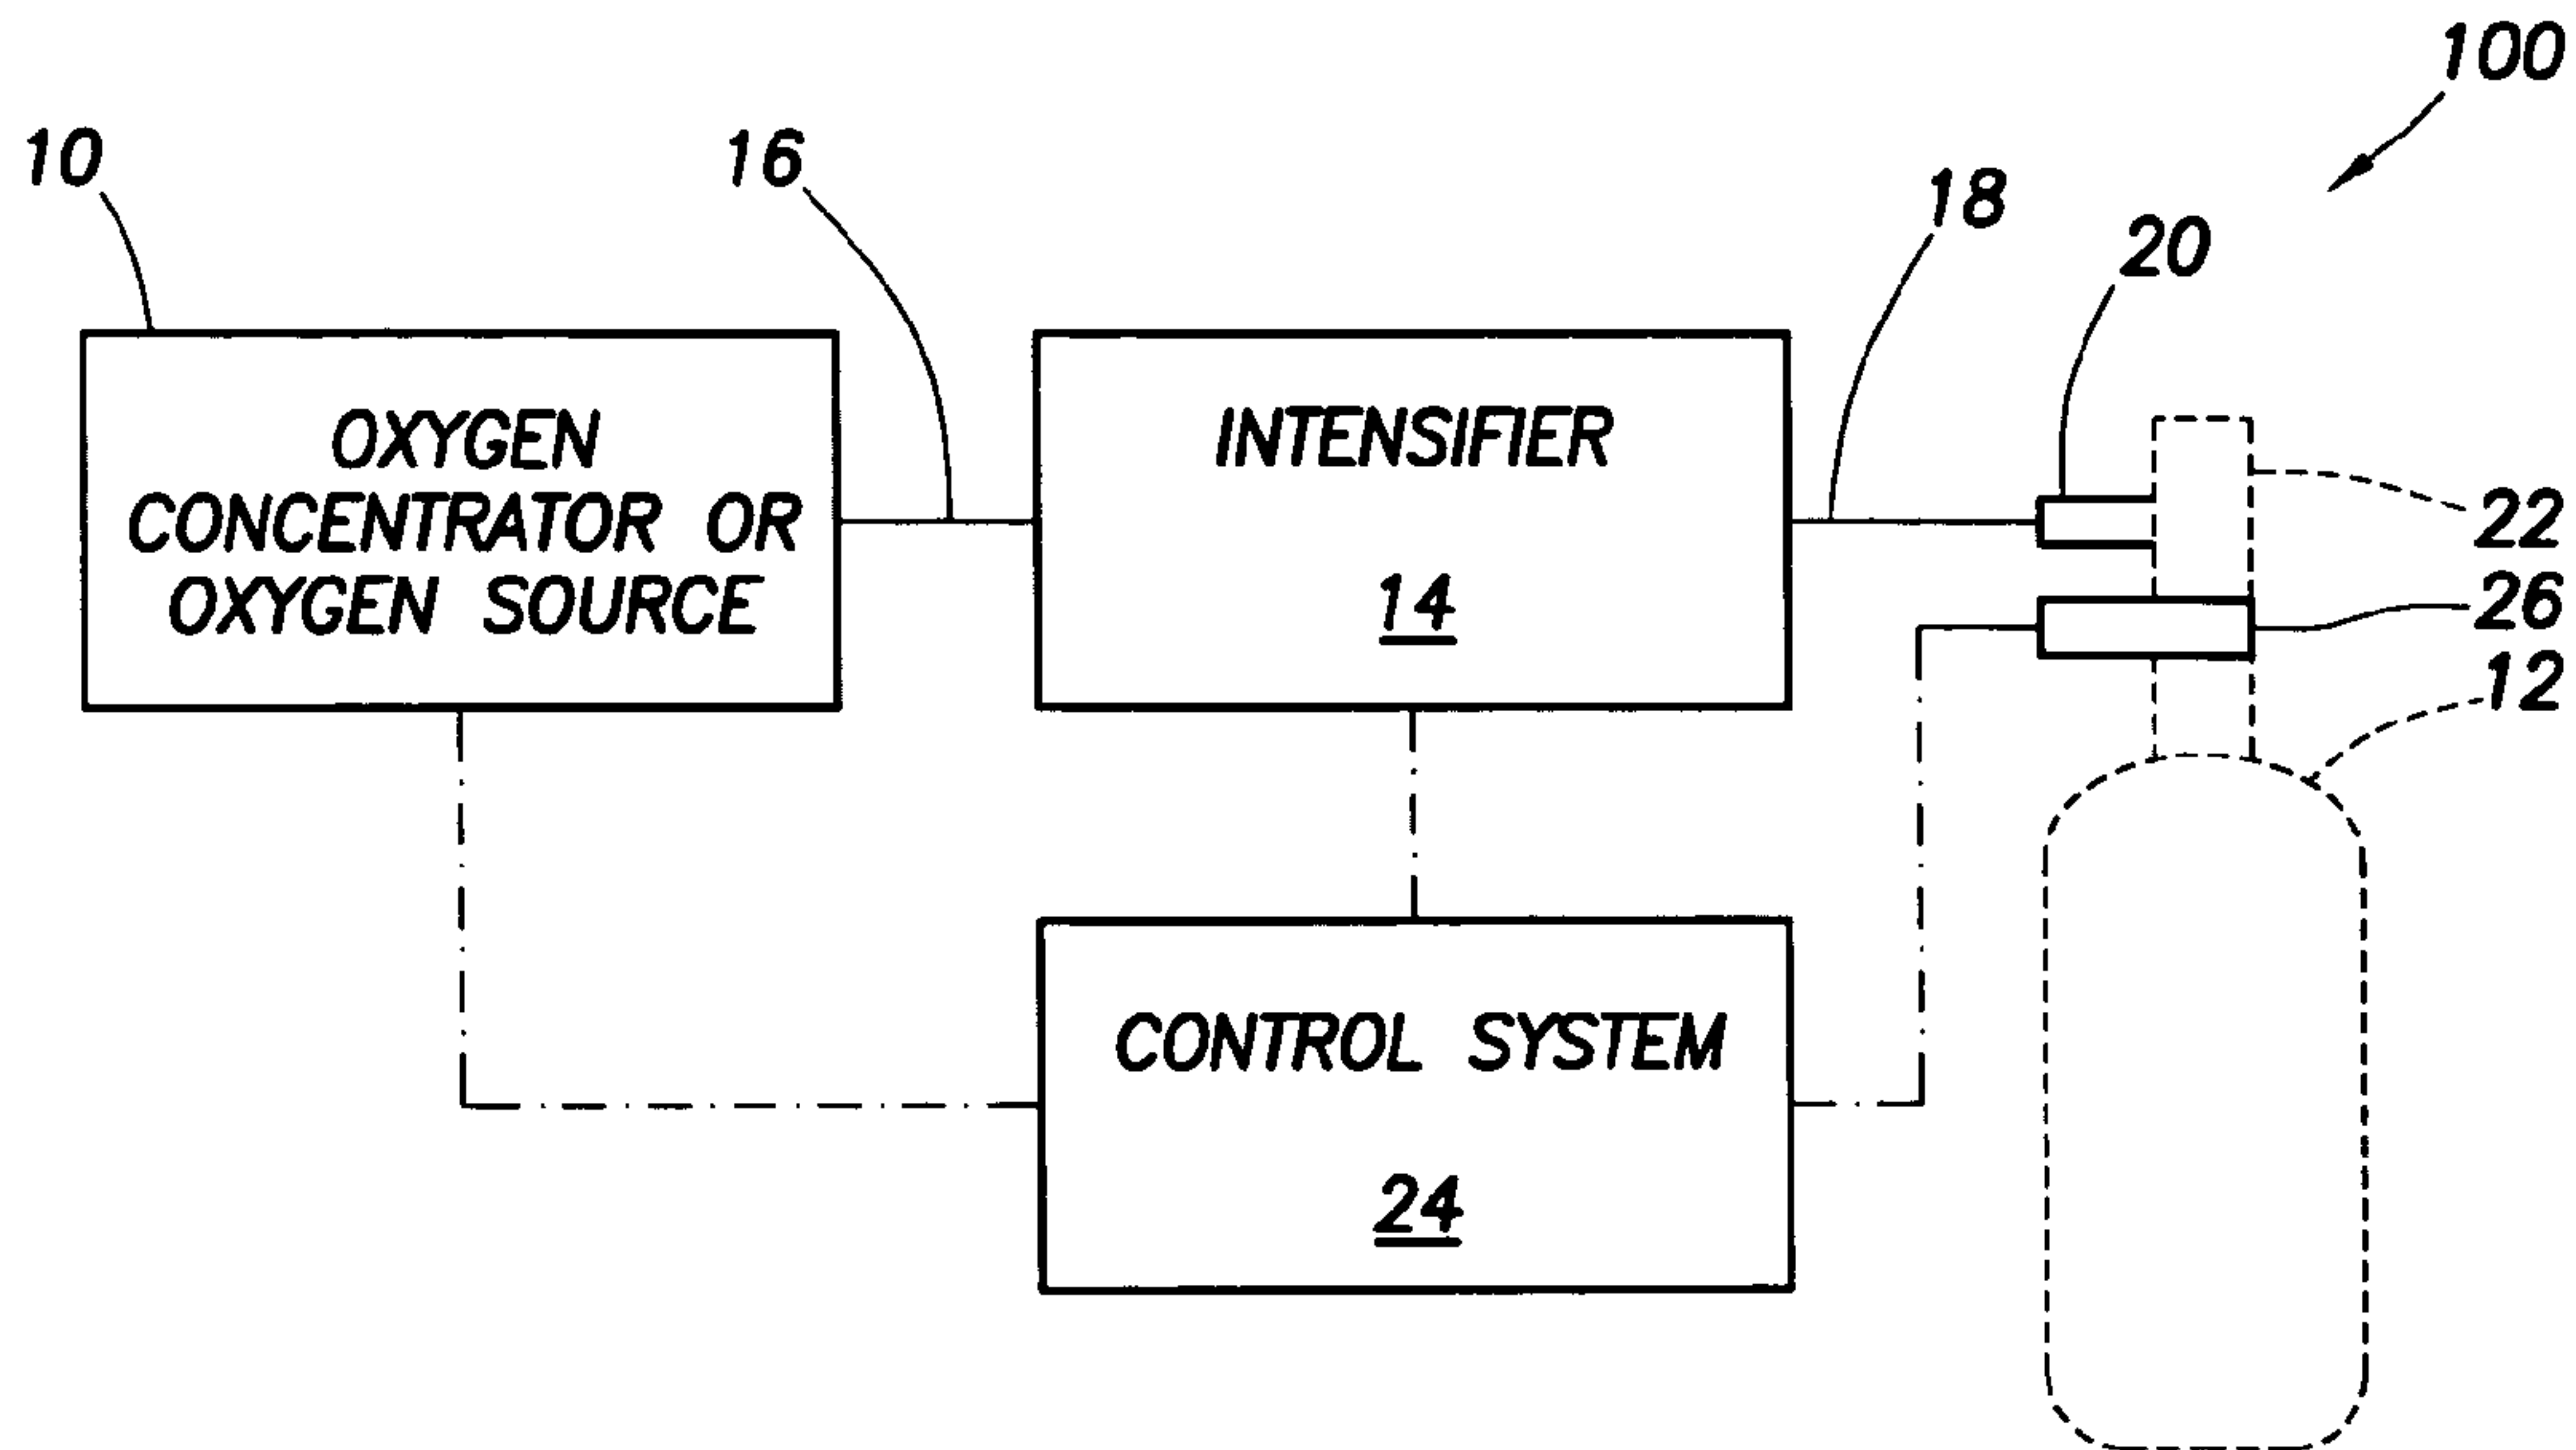 100
10
16
18
20
OXYGEN
CONCENTRATOR OR
OXYGEN SOURCE
INTENSIFIER
14
22
26
12
CONTROL SYSTEM
24